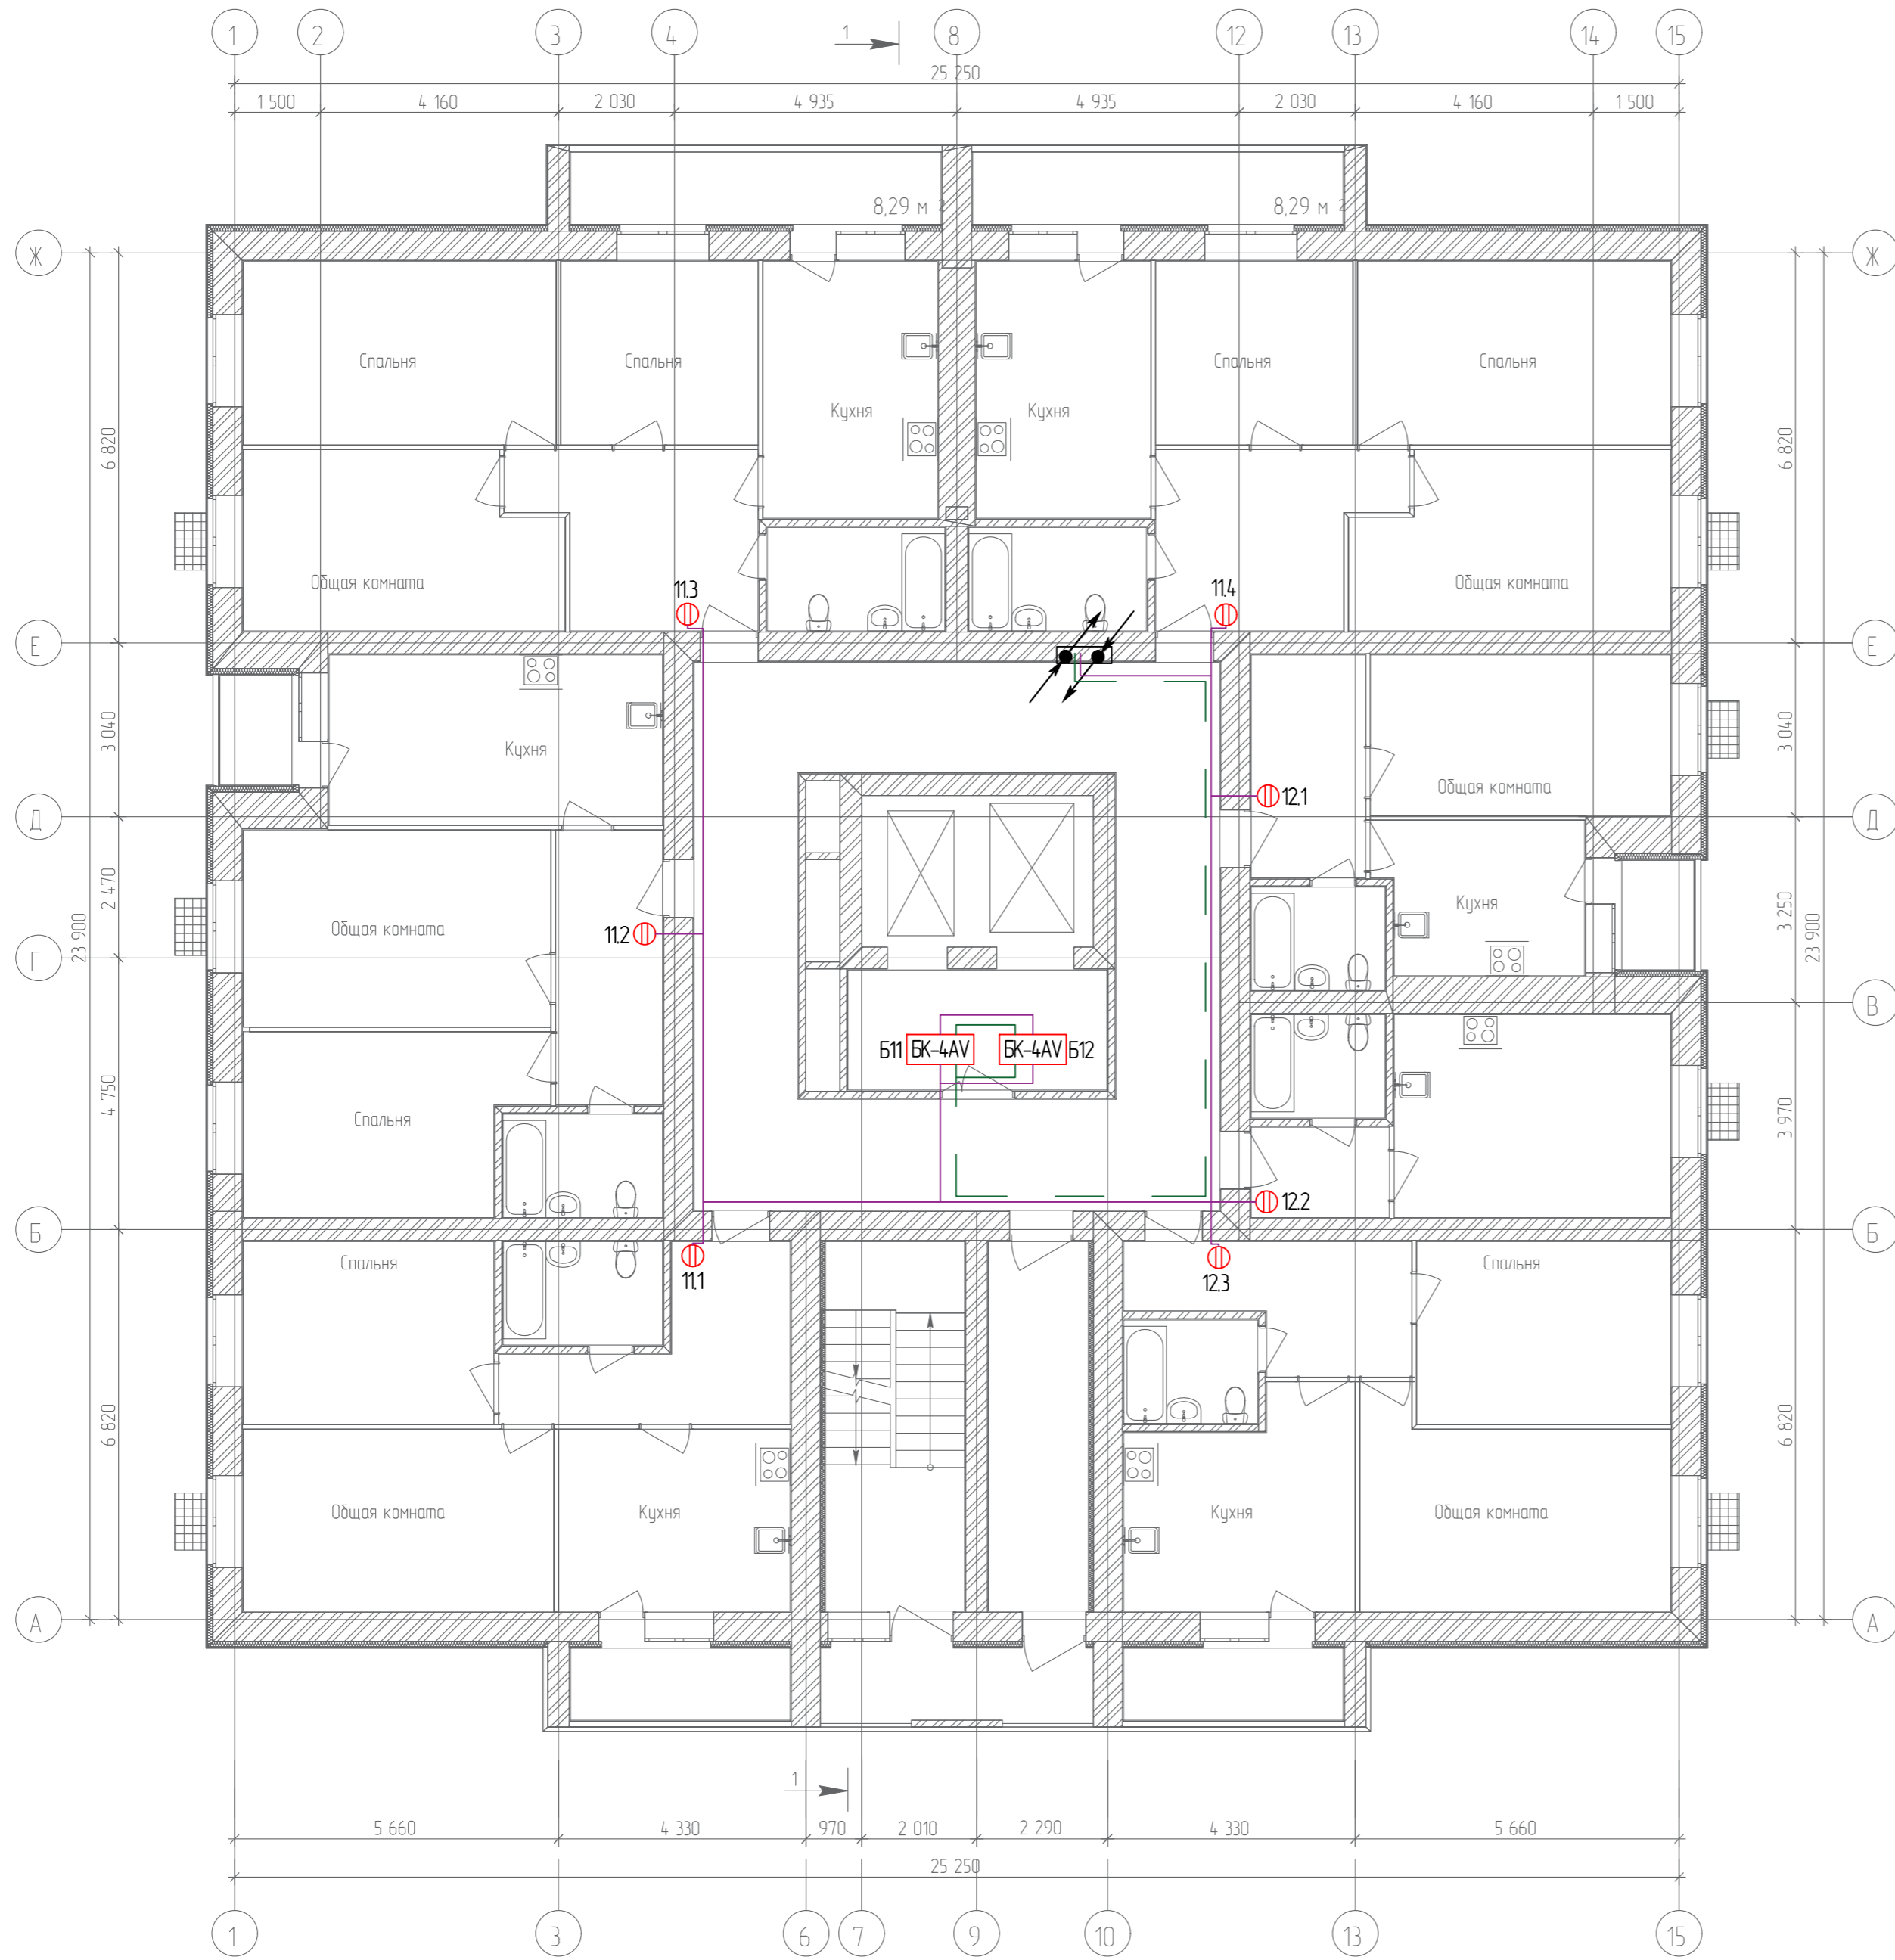 1 2 3 4 1 8 12 13 14 15
25 250
1 500 4 160 2 030 4 935 4 935 2 030 4 160 1 500
8,29 м 2 8,29 м 2
Ж Ж
Спальня Спальня Спальня Спальня
Кухня Кухня
6 820 6 820
Общая комната 11.3 11.4 Общая комната
Е Е
3 040 Кухня 3 040
Общая комната 12.1
Д Д
2 470 Кухня 3 250
23 900 Общая комната 11.2 23 900
Г
В
Б11 БК-4AV БК-4AV Б12
4 750 Спальня 3 970
12.2
Б Б
Спальня 11.1 12.3 Спальня
6 820 6 820
Общая комната Кухня Кухня Общая комната
А А
1
5 660 4 330 970 2 010 2 290 4 330 5 660
25 250
1 3 6 7 9 10 13 15